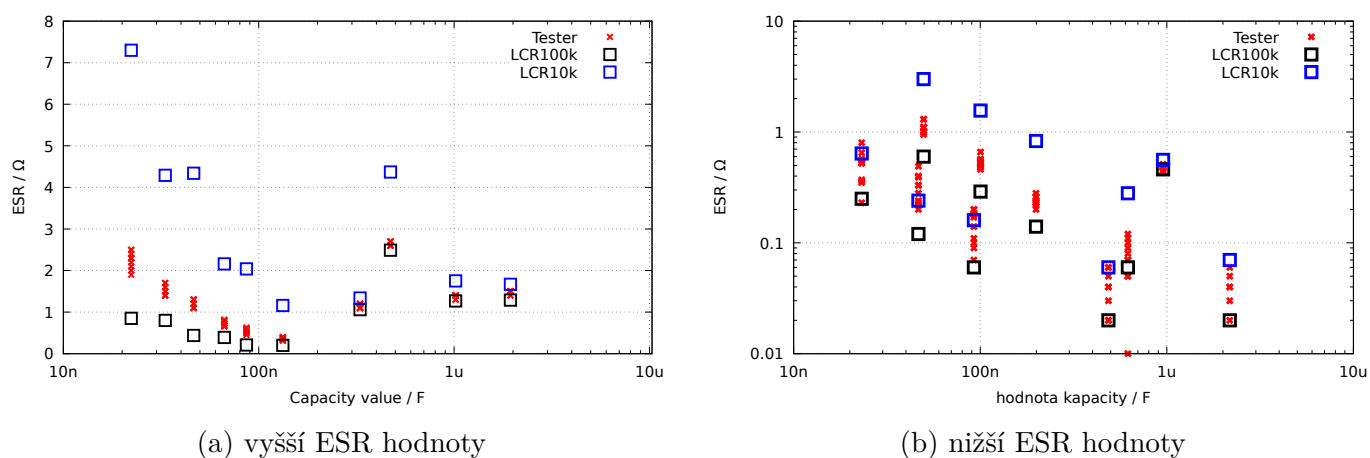 8
7
6
5
4
3
2
1
0
10n
100n
1u
10u
ESR / Ω
Capacity value / F
Tester
LCR100k
LCR10k
(a) vyšší ESR hodnoty
10
1
0.1
0.01
10n
100n
1u
10u
ESR / Ω
hodnota kapacity / F
Tester
LCR100k
LCR10k
(b) nižší ESR hodnoty